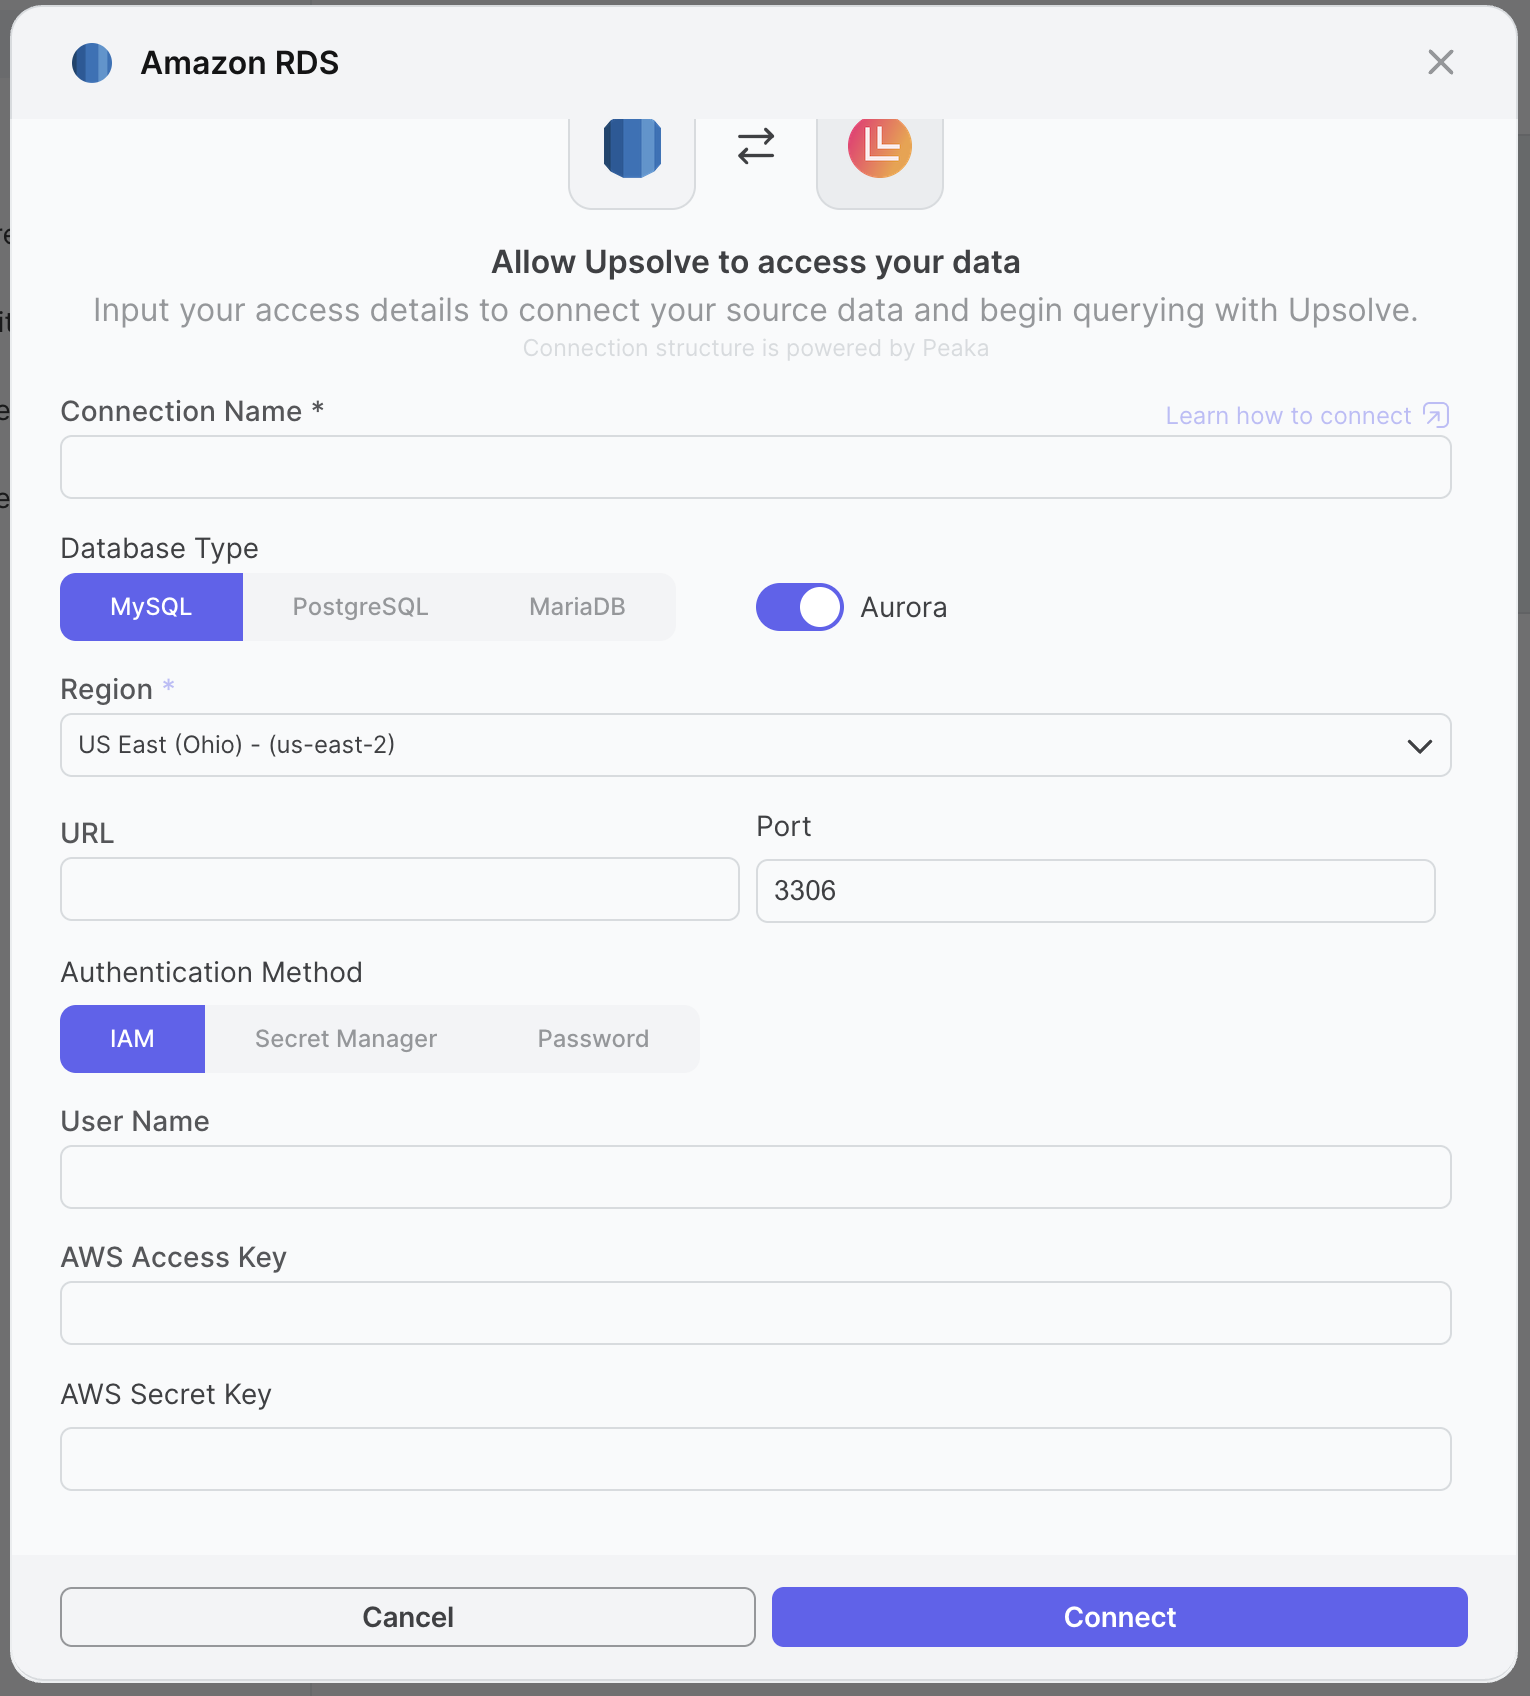 Amazon RDS
Allow Upsolve to access your data
Input your access details to connect your source data and begin querying with Upsolve.
Connection structure is powered by Peaka
Connection Name *
Learn how to connect
Database Type
MySQL PostgreSQL MariaDB Aurora
Region *
US East (Ohio) - (us-east-2)
URL
Port
3306
Authentication Method
IAM Secret Manager Password
User Name
AWS Access Key
AWS Secret Key
Cancel Connect